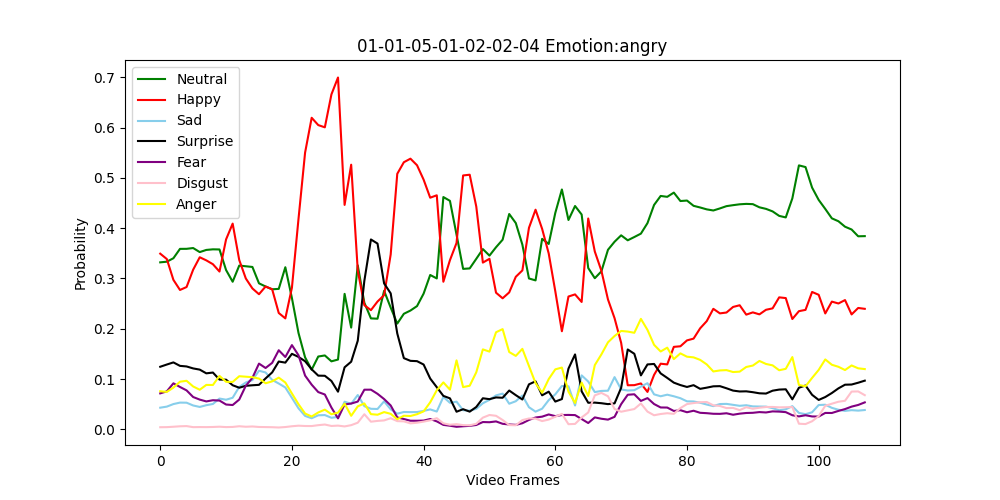 01-01-05-01-02-02-04 Emotion:angry
Neutral
Happy
Sad
Surprise
Fear
Disgust
Anger
Probability
0.7
0.6
0.5
0.4
0.3
0.2
0.1
0.0
0 20 40 60 80 100
Video Frames